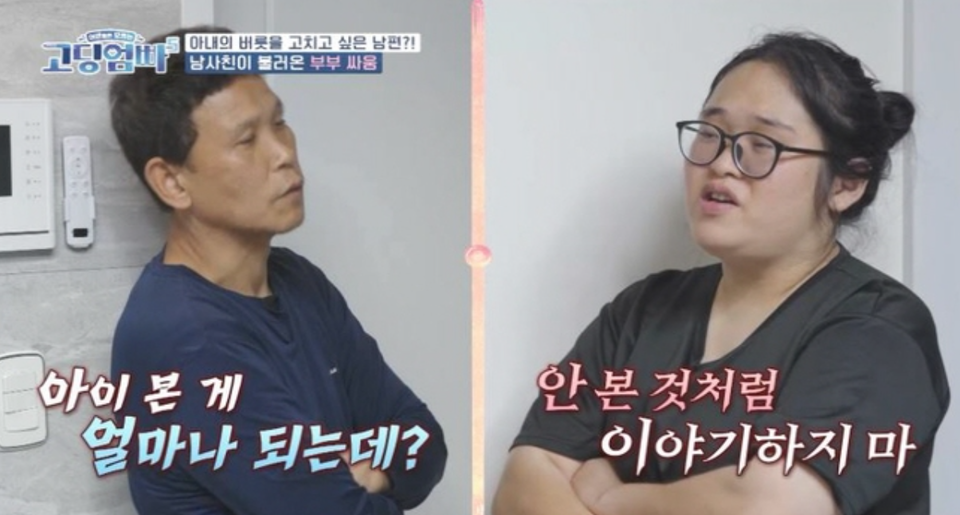 고딩엄빠5
아내의 버릇을 고치고 싶은 남편?!
남사친이 불러온 부부 싸움
아이 본 게
얼마나 되는데?
안 본 것처럼
이야기하지 마